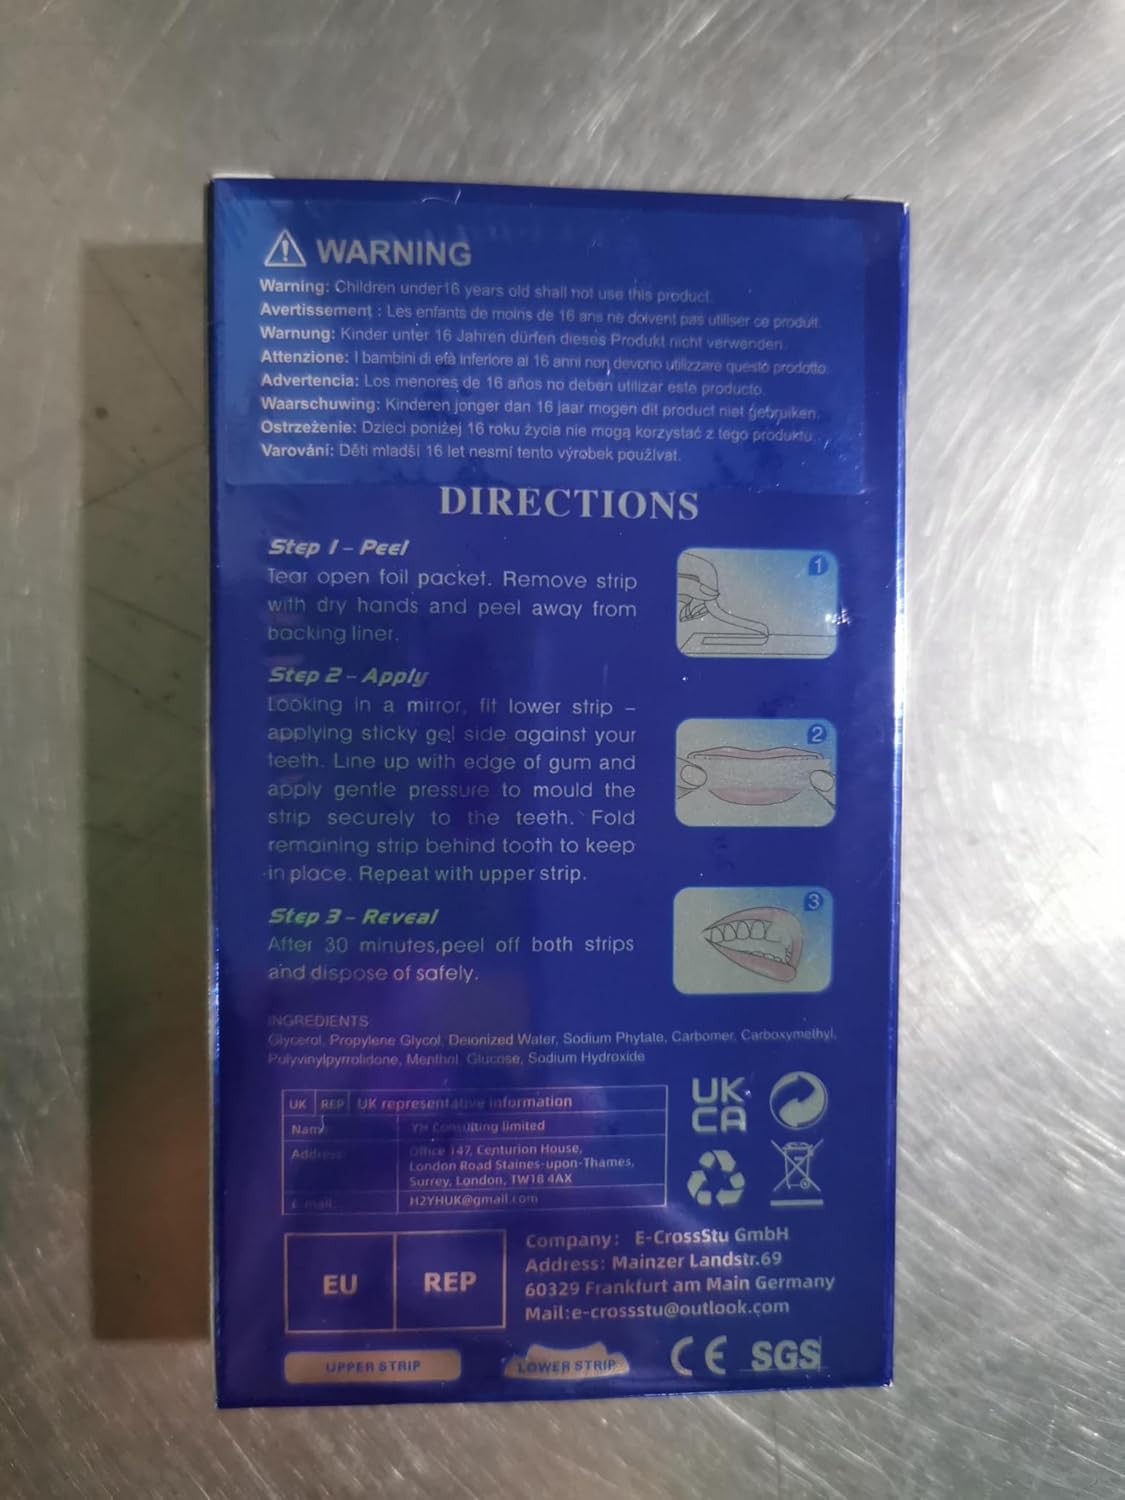 WARNING
Warning: Children under16 years old shall not use this product.
Avertissement : Les enfants de moins de 16 ans ne doivent pas utiliser ce produit.
Warnung: Kinder unter 16 Jahren dürfen dieses Produkt nicht verwenden.
Attenzione: I bambini di efà inferiore ai 16 anni non devono utilizzare questo prodotto.
Advertencia: Los menores de 16 años no deben utilizar este producto.
Waarschuwing: Kinderen jonger dan 16 jaar mogen dit product niet gebruiken.
Ostrzeżenie: Dzieci poniżej 16 roku życia nie mogą korzystać z tego produktu.
Varování: Děti mladší 16 let nesmí tento výrobek používat.
DIRECTIONS
Step 1 – Peel
Tear open foil packet. Remove strip
with dry hands and peel away from
backing liner.
1
Step 2 – Apply
Looking in a mirror, fit lower strip –
applying sticky gel side against your
teeth. Line up with edge of gum and
apply gentle pressure to mould the
strip securely to the teeth. Fold
remaining strip behind tooth to keep
in place. Repeat with upper strip.
2
Step 3 – Reveal
After 30 minutes,peel off both strips
and dispose of safely.
3
INGREDIENTS
Glycerol, Propylene Glycol, Deionized Water, Sodium Phytate, Carbomer, Carboxymethyl,
Polyvinylpyrrolidone, Menthol, Glucose, Sodium Hydroxide
UK REP UK representative information
Name YH Consulting limited
Address: Office 147, Centurion House,
London Road Staines-upon-Thames,
Surrey, London, TW18 4AX
E-mail: H2YHUK@gmail.com
UK
CA
EU REP
Company: E-CrossStu GmbH
Address: Mainzer Landstr.69
60329 Frankfurt am Main Germany
Mail:e-crossstu@outlook.com
UPPER STRIP
LOWER STRIP
CE SGS